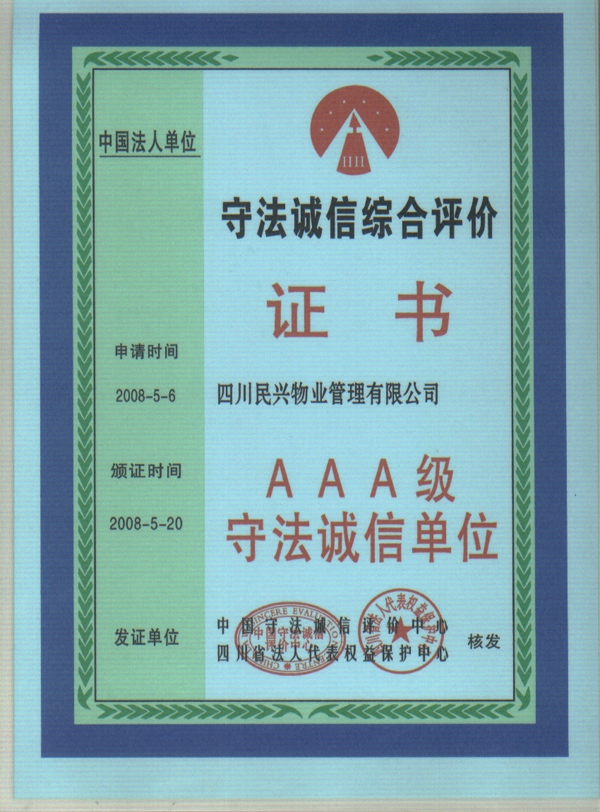 中国法人单位
守法诚信综合评价
证书
申请时间
2008-5-6
四川民兴物业管理有限公司
颁证时间
2008-5-20
AAA级
守法诚信单位
发证单位
中国守法诚信评价中心
四川省法人代表权益保护中心
核发